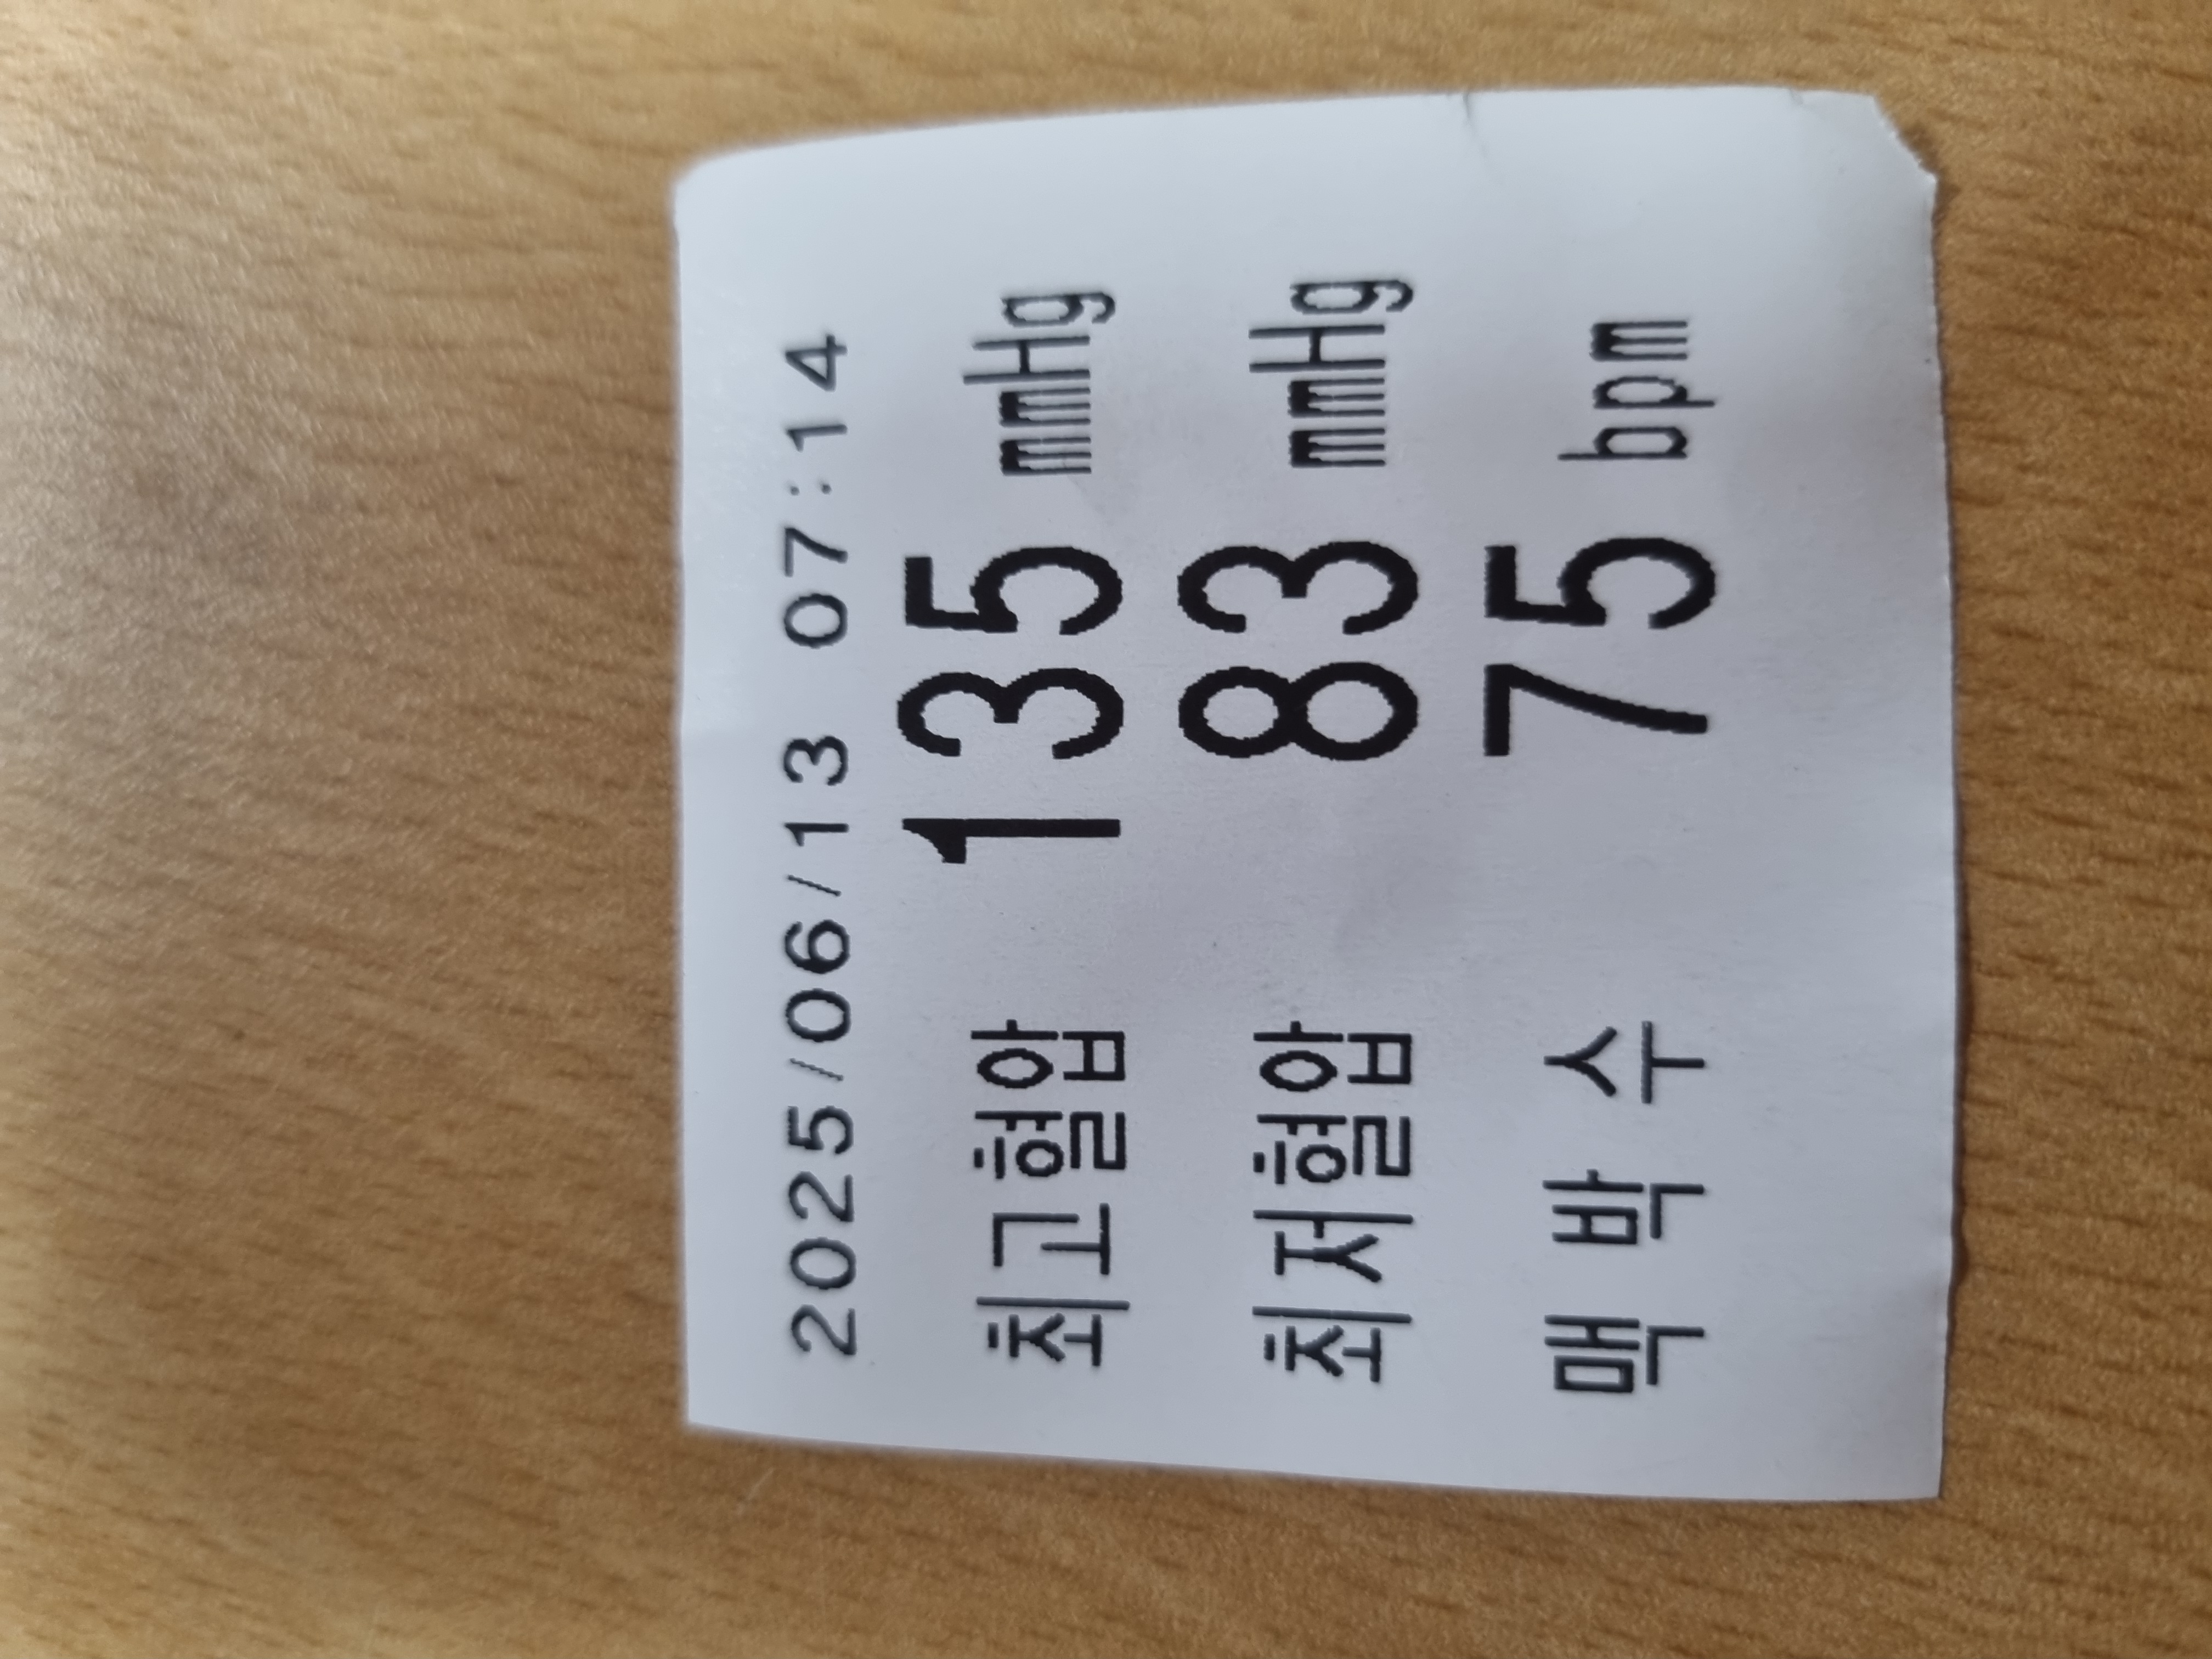 2025/06/13 07:14
최고혈압 135 mmHg
최저혈압 83 mmHg
맥 박 수 75 bpm